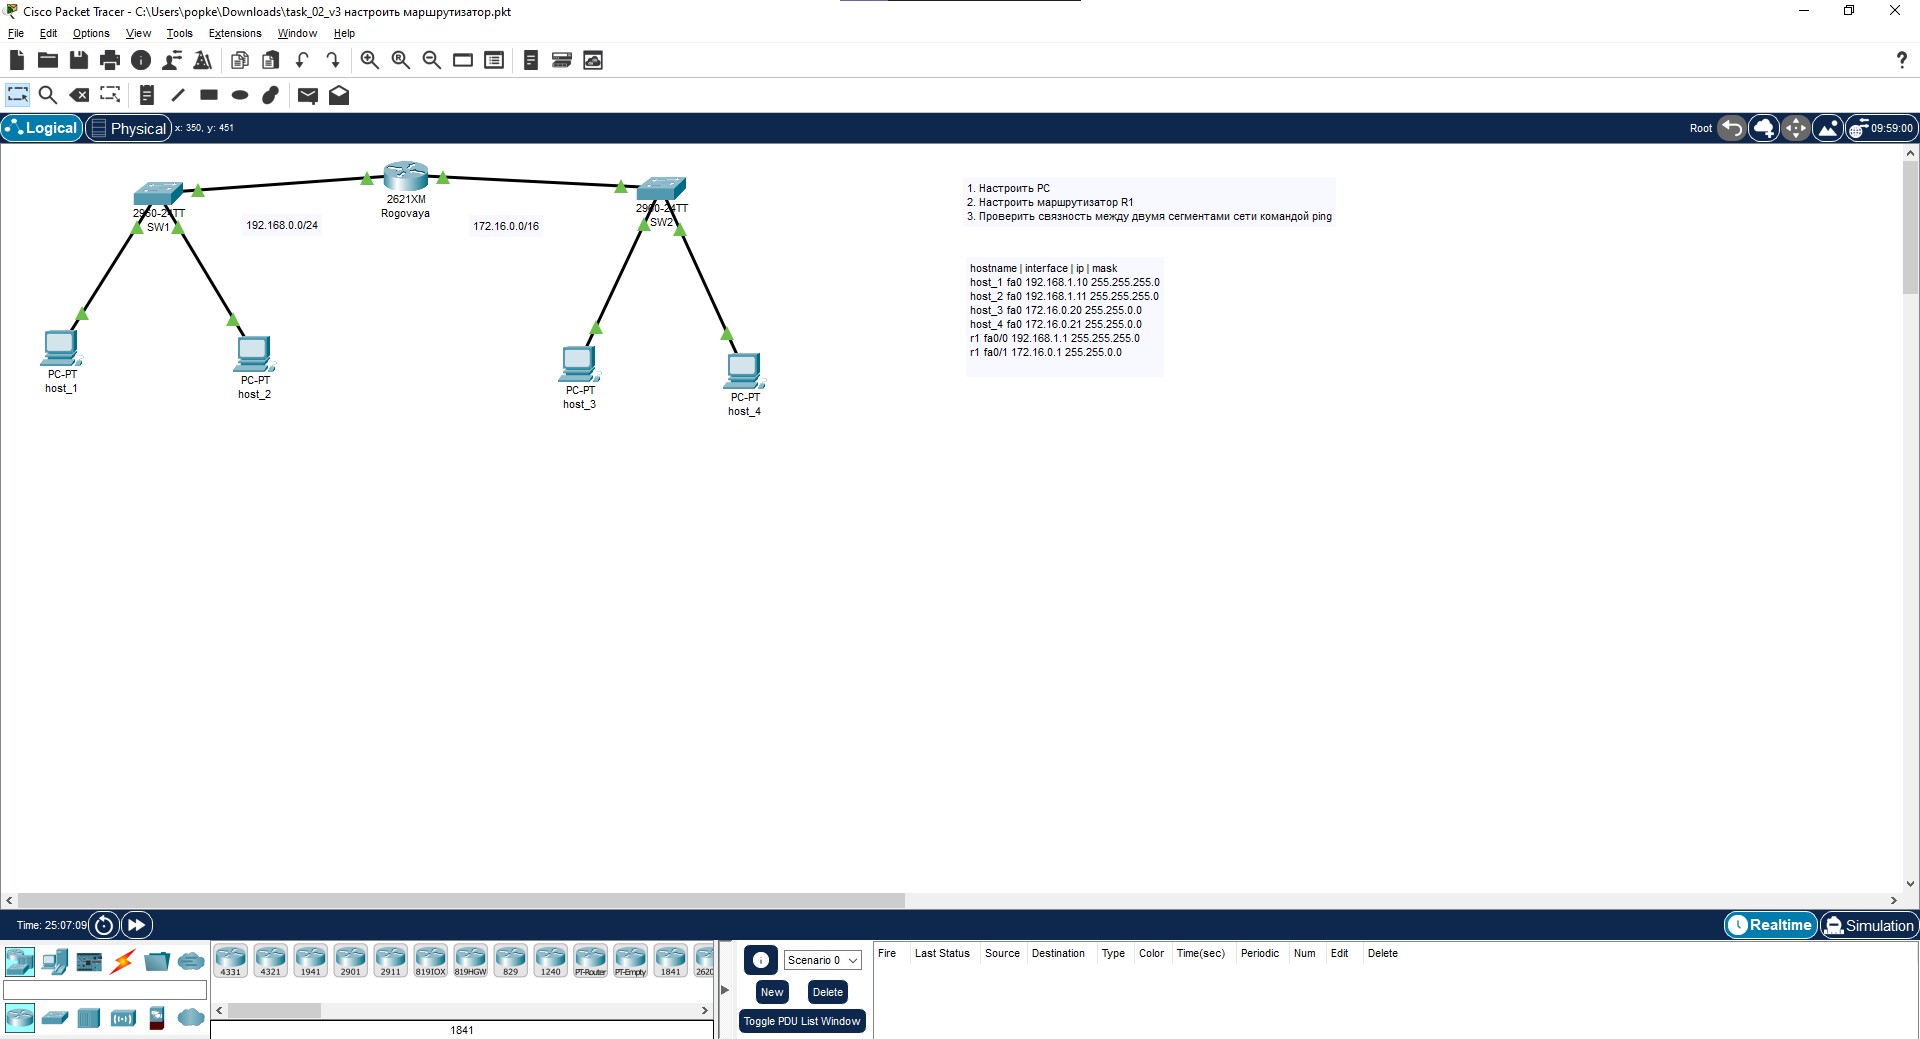 Cisco Packet Tracer - C:\Users\popke\Downloads\task_02_v3 настроить маршрутизатор.pkt
File Edit Options View Tools Extensions Window Help
Logical Physical x: 350, y: 451 Root 09:59:00
2621XM
Rogovaya
2960-24TT
SW1
2960-24TT
SW2
192.168.0.0/24
172.16.0.0/16
PC-PT
host_1
PC-PT
host_2
PC-PT
host_3
PC-PT
host_4
1. Настроить PC
2. Настроить маршрутизатор R1
3. Проверить связность между двумя сегментами сети командой ping
hostname | interface | ip | mask
host_1 fa0 192.168.1.10 255.255.255.0
host_2 fa0 192.168.1.11 255.255.255.0
host_3 fa0 172.16.0.20 255.255.0.0
host_4 fa0 172.16.0.21 255.255.0.0
r1 fa0/0 192.168.1.1 255.255.255.0
r1 fa0/1 172.16.0.1 255.255.0.0
Time: 25:07:09 Realtime Simulation
4331 4321 1941 2901 2911 819IOX 819HGW 829 1240 PT-Router PT-Empty 1841 2620
1841
Scenario 0
New Delete
Toggle PDU List Window
Fire Last Status Source Destination Type Color Time(sec) Periodic Num Edit Delete